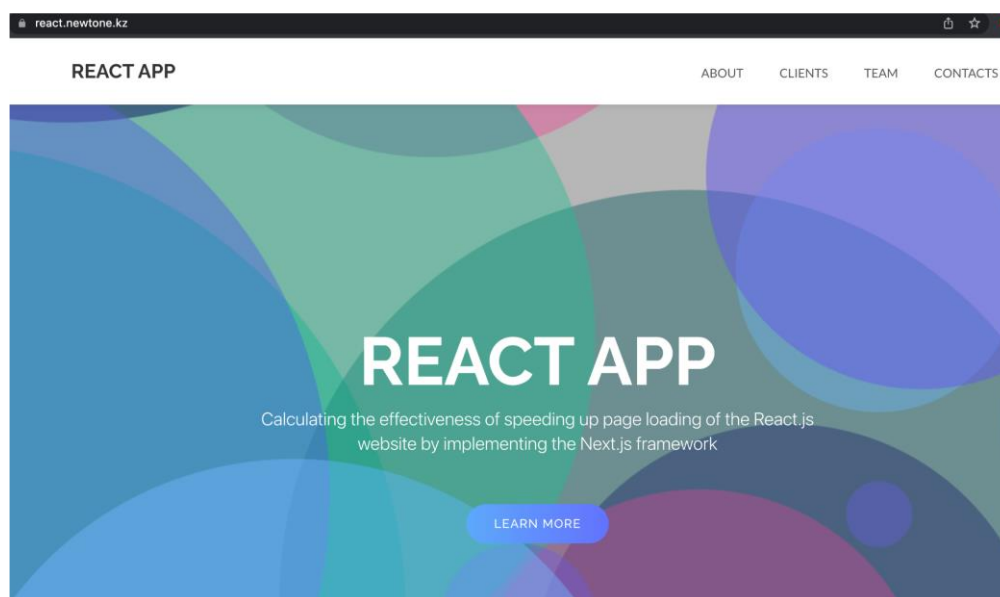 react.newtone.kz
REACT APP
ABOUT CLIENTS TEAM CONTACTS
REACT APP
Calculating the effectiveness of speeding up page loading of the React.js
website by implementing the Next.js framework
LEARN MORE